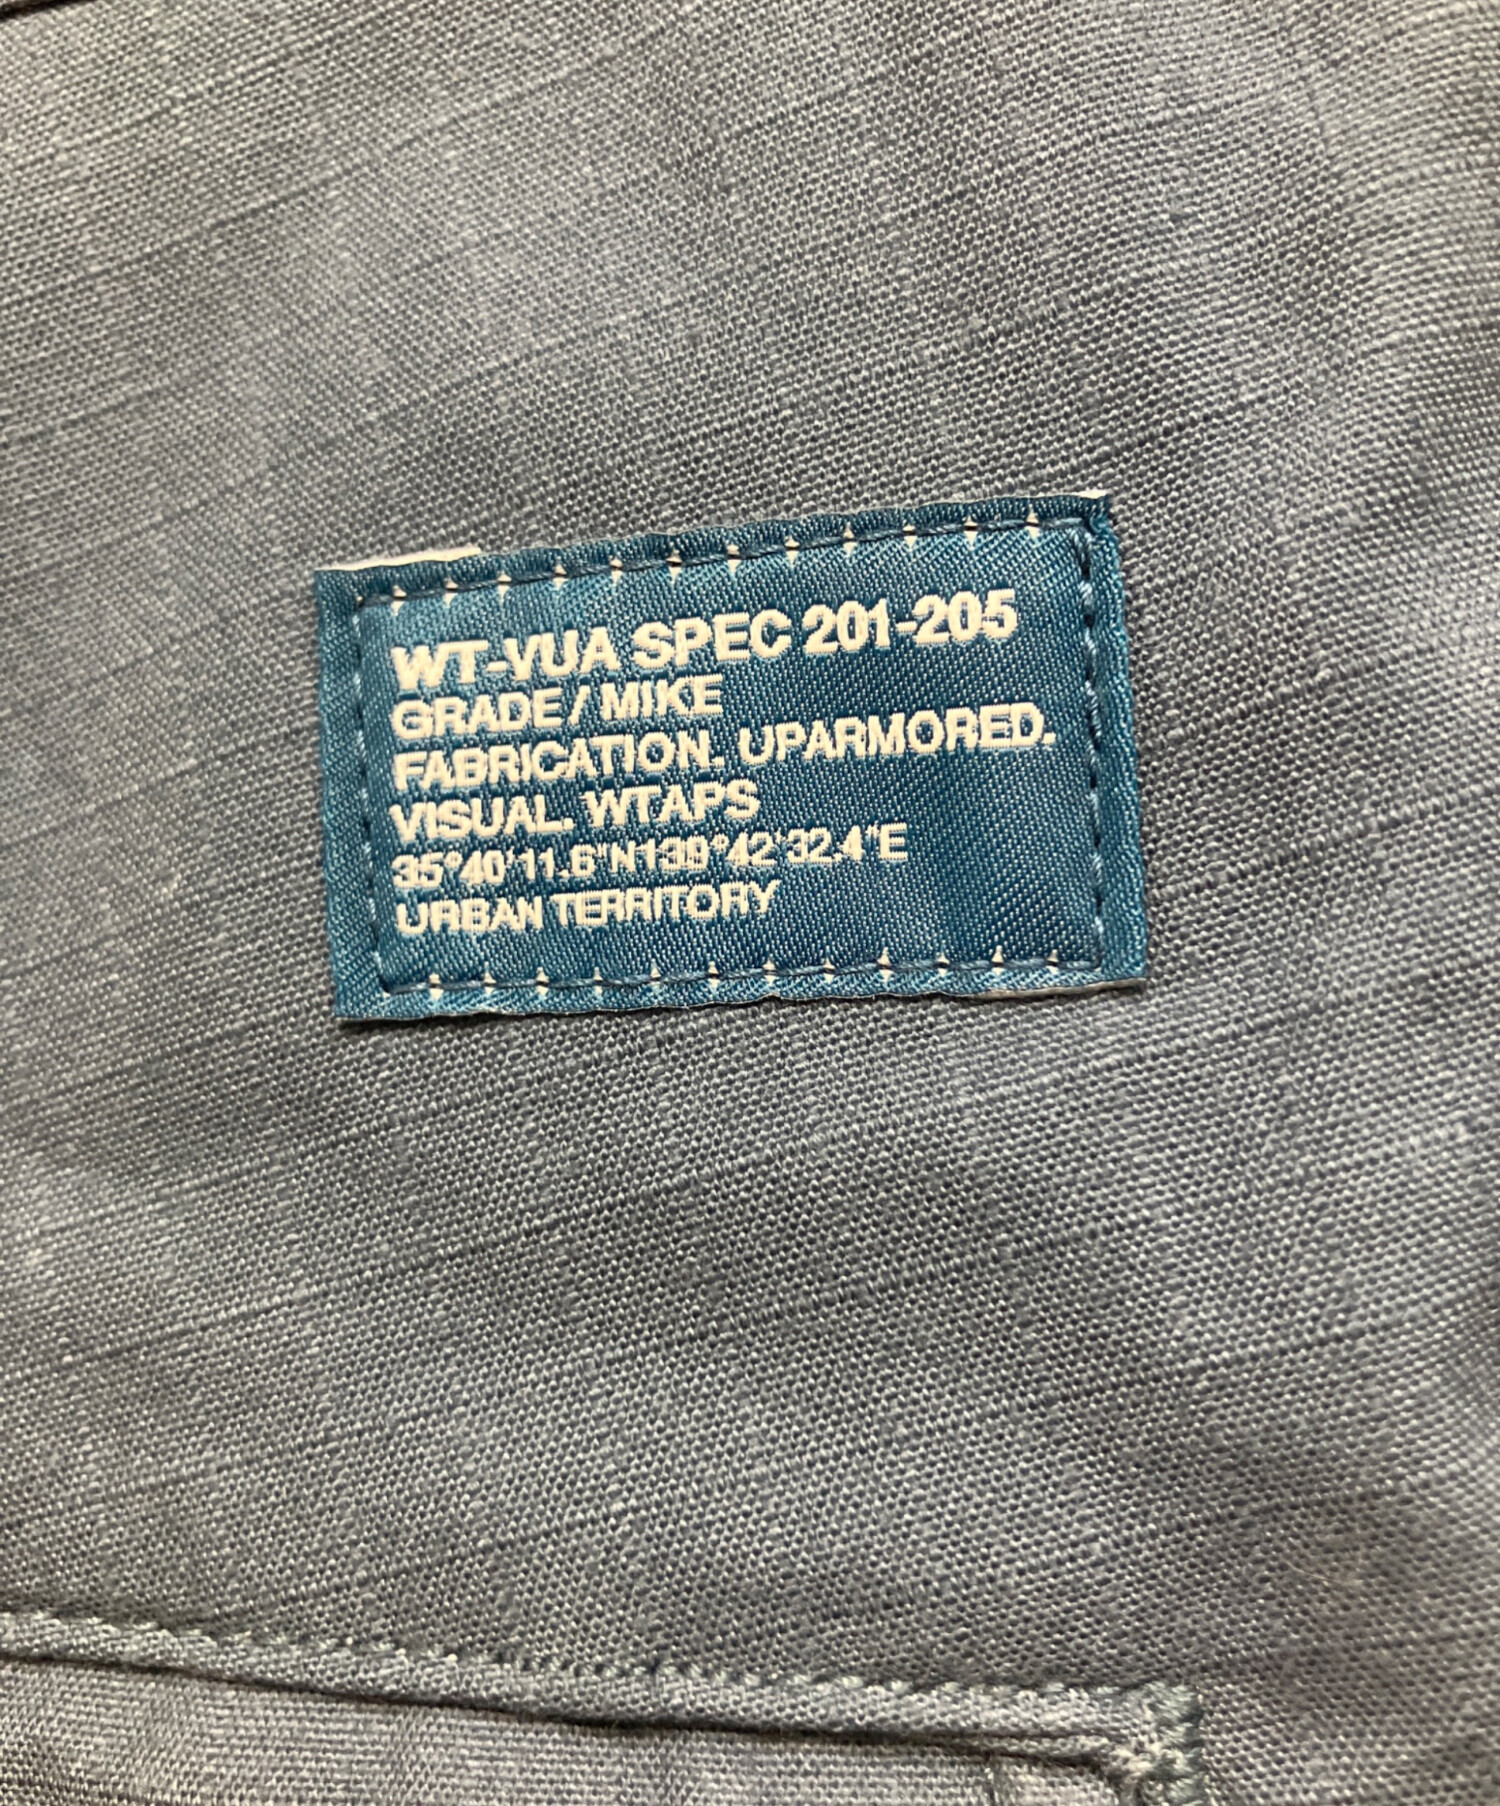 WT-VUA SPEC 201-205
GRADE / MIKE
FABRICATION. UPARMORED.
VISUAL. WTAPS
35°40'11.6"N139°42'32.4"E
URBAN TERRITORY